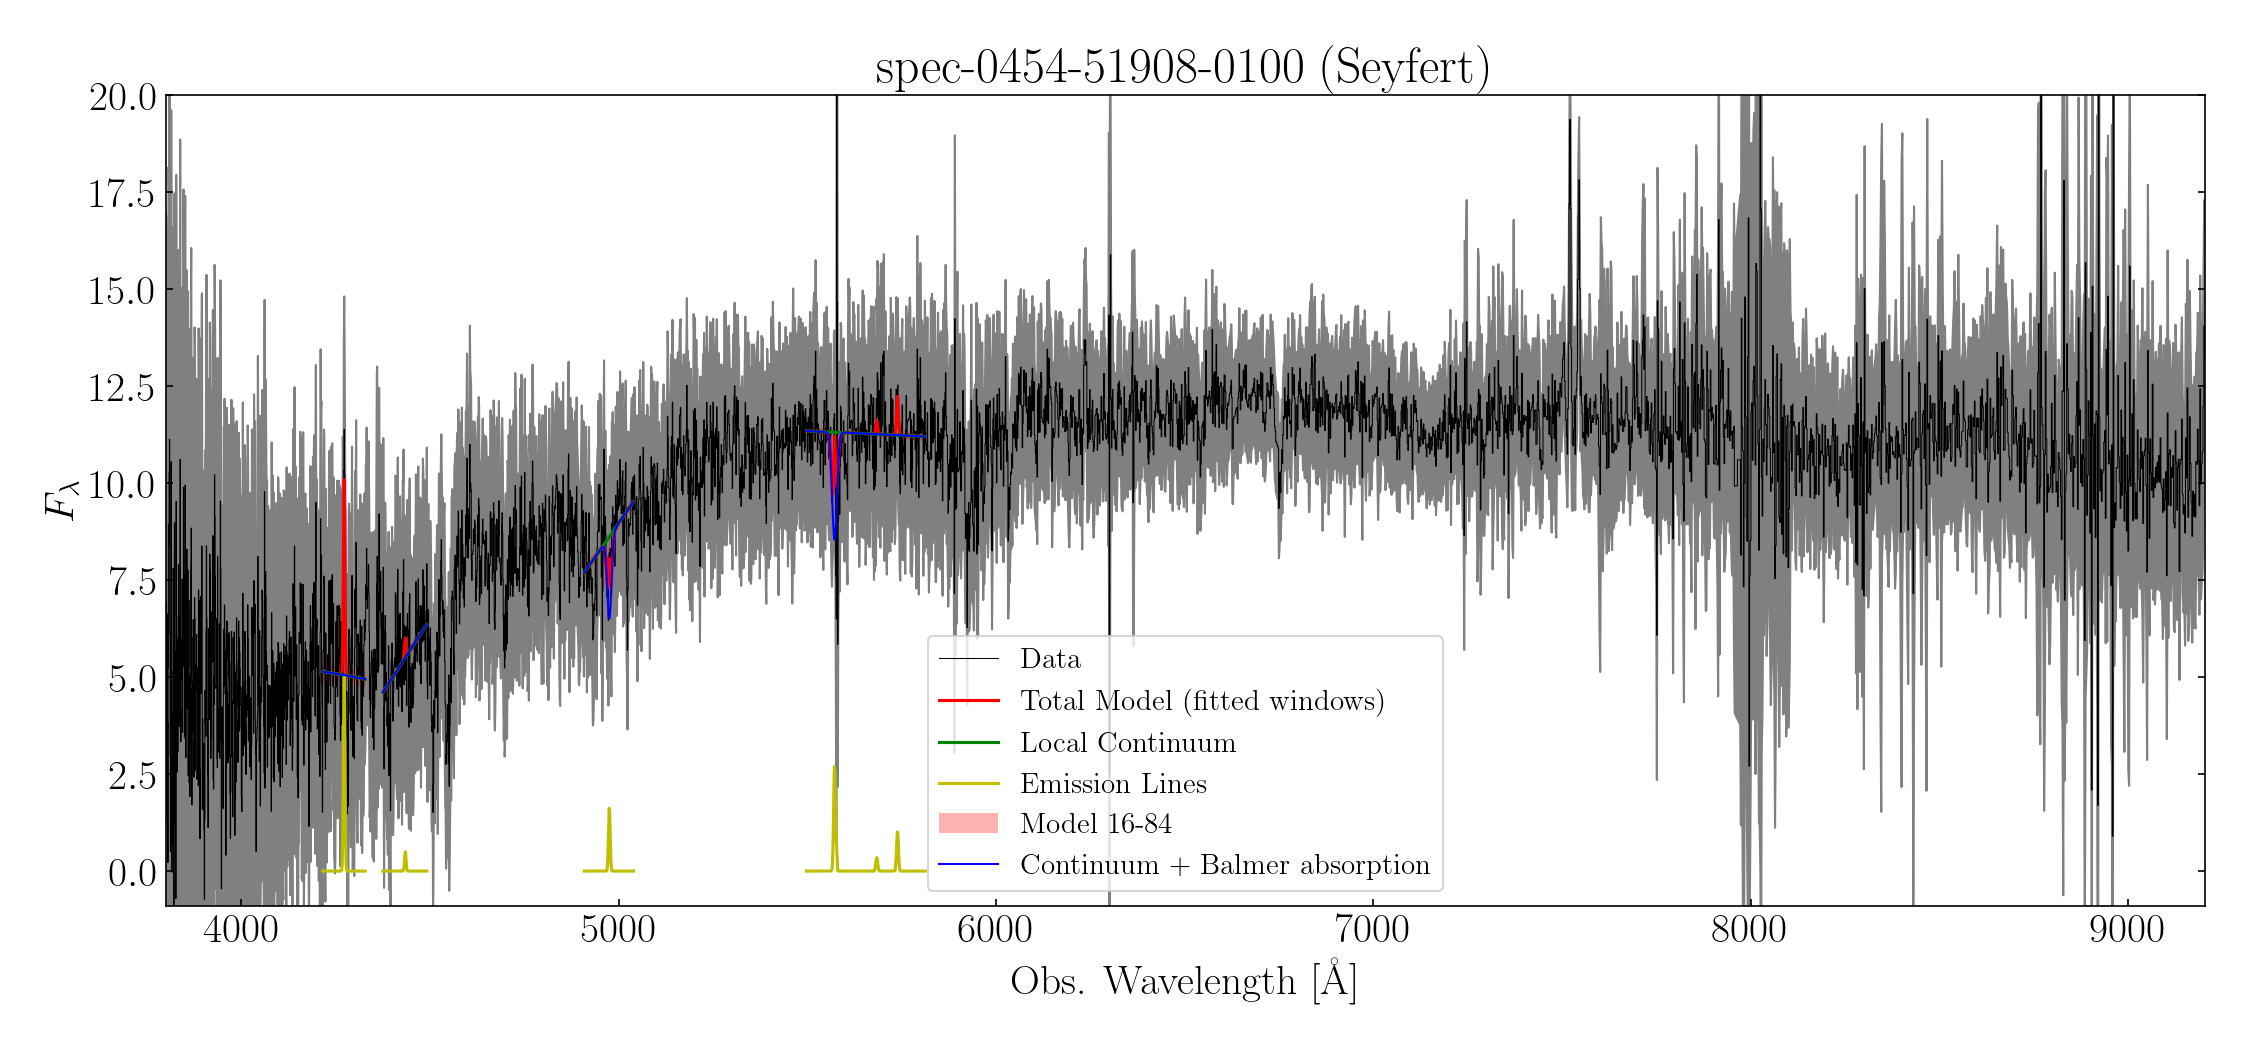 spec-0454-51908-0100 (Seyfert)
20.0
17.5
15.0
12.5
10.0
7.5
5.0
2.5
0.0
F_λ
Data
Total Model (fitted windows)
Local Continuum
Emission Lines
Model 16-84
Continuum + Balmer absorption
4000 5000 6000 7000 8000 9000
Obs. Wavelength [Å]